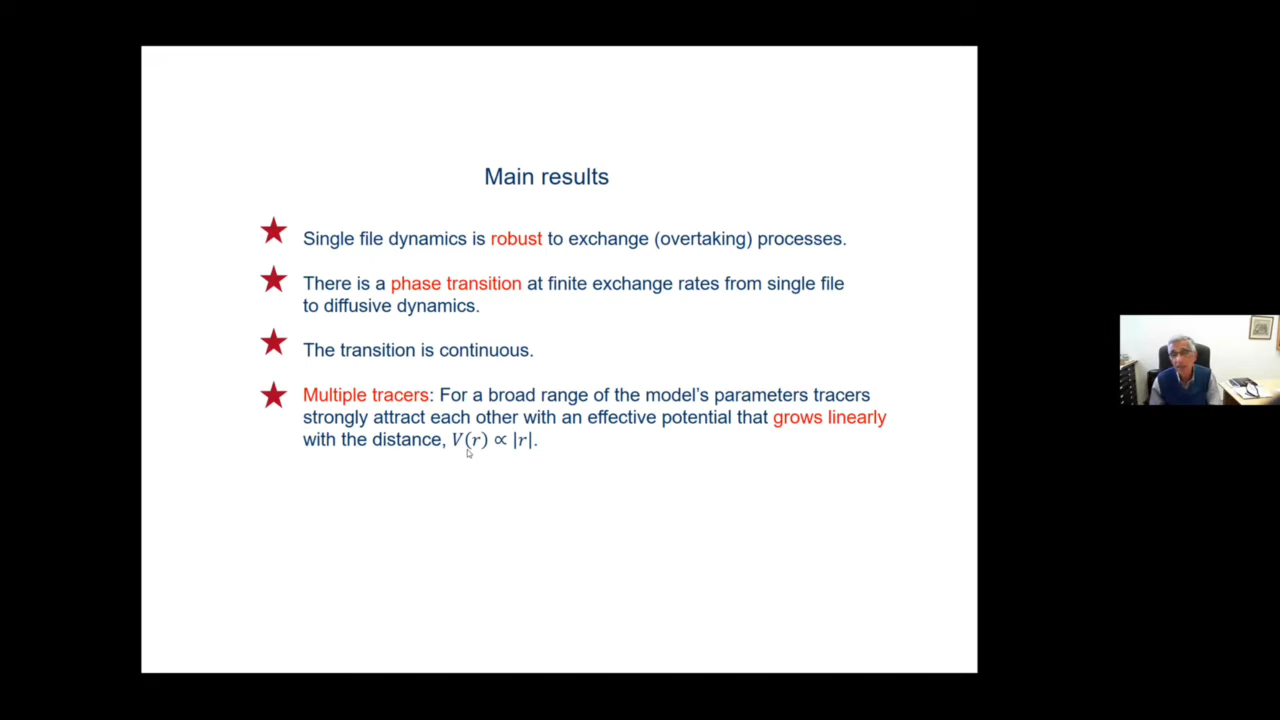 Main results
Single file dynamics is robust to exchange (overtaking) processes.
There is a phase transition at finite exchange rates from single file
to diffusive dynamics.
The transition is continuous.
Multiple tracers: For a broad range of the model's parameters tracers
strongly attract each other with an effective potential that grows linearly
with the distance, V(r) ∝ |r|.